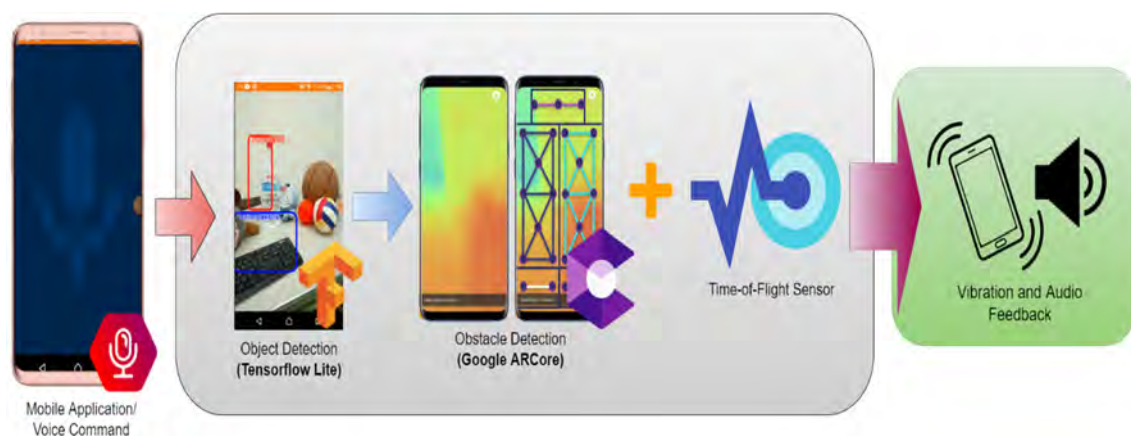 Mobile Application/
Voice Command
Object Detection
(Tensorflow Lite)
Obstacle Detection
(Google ARCore)
Time-of-Flight Sensor
Vibration and Audio
Feedback